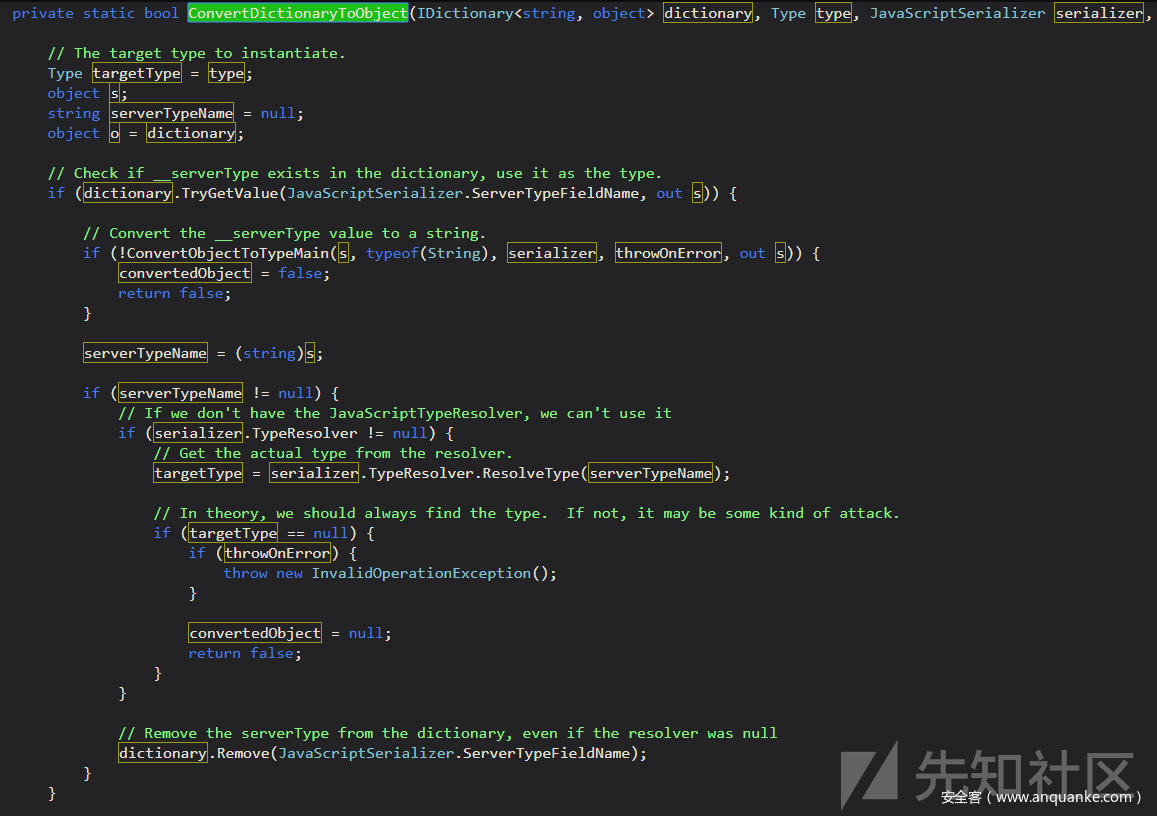 private static bool ConvertDictionaryToObject(IDictionary<string, object> dictionary, Type type, JavaScriptSerializer serializer,
// The target type to instantiate.
Type targetType = type;
object s;
string serverTypeName = null;
object o = dictionary;
// Check if __serverType exists in the dictionary, use it as the type.
if (dictionary.TryGetValue(JavaScriptSerializer.ServerTypeFieldName, out s)) {
// Convert the __serverType value to a string.
if (!ConvertObjectToTypeMain(s, typeof(String), serializer, throwOnError, out s)) {
convertedObject = false;
return false;
}
serverTypeName = (string)s;
if (serverTypeName != null) {
// If we don't have the JavaScriptTypeResolver, we can't use it
if (serializer.TypeResolver != null) {
// Get the actual type from the resolver.
targetType = serializer.TypeResolver.ResolveType(serverTypeName);
// In theory, we should always find the type.  If not, it may be some kind of attack.
if (targetType == null) {
if (throwOnError) {
throw new InvalidOperationException();
}
convertedObject = null;
return false;
}
}
// Remove the serverType from the dictionary, even if the resolver was null
dictionary.Remove(JavaScriptSerializer.ServerTypeFieldName);
}
}
先知社区
安全客（www.anquanke.com）